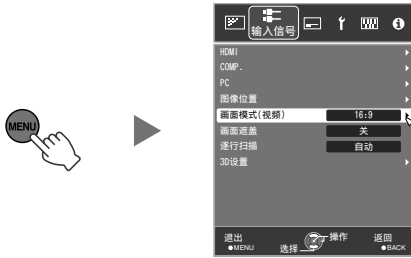 MENU
输入信号
HDMI
COMP.
PC
图像位置
画面模式(视频) 16:9
画面遮盖 关
逐行扫描 自动
3D设置
退出 操作 返回
●MENU 选择 ●BACK